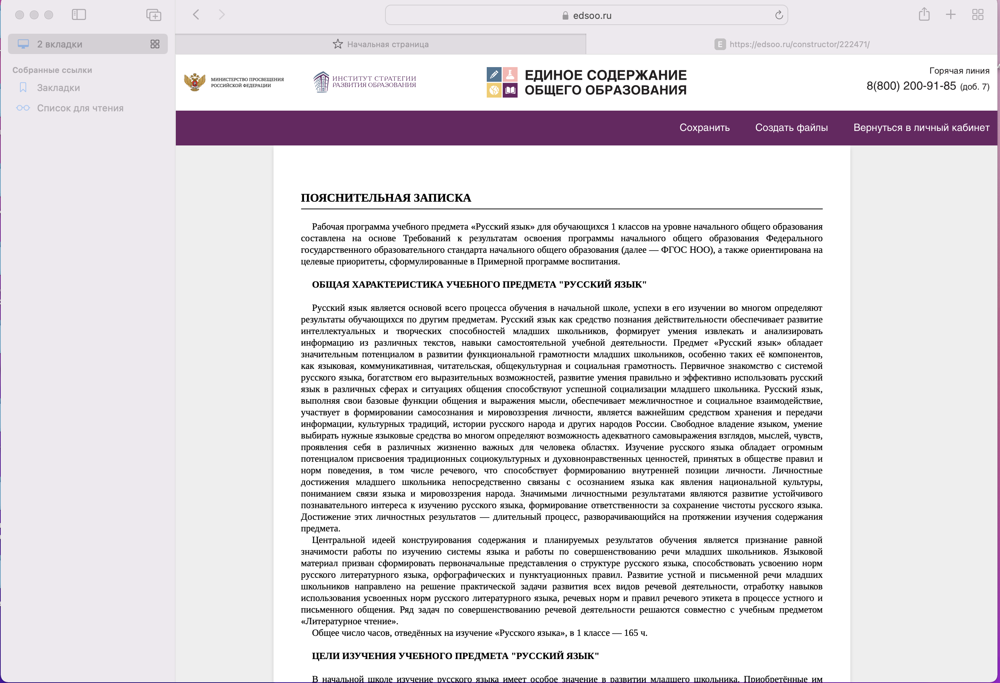 edsoo.ru
2 вкладки
Начальная страница
E https://edsoo.ru/constructor/222471/
Собранные ссылки
Закладки
Список для чтения
МИНИСТЕРСТВО ПРОСВЕЩЕНИЯ
РОССИЙСКОЙ ФЕДЕРАЦИИ
ИНСТИТУТ СТРАТЕГИИ
РАЗВИТИЯ ОБРАЗОВАНИЯ
ЕДИНОЕ СОДЕРЖАНИЕ
ОБЩЕГО ОБРАЗОВАНИЯ
Горячая линия
8(800) 200-91-85 (доб. 7)
Сохранить
Создать файлы
Вернуться в личный кабинет
ПОЯСНИТЕЛЬНАЯ ЗАПИСКА
Рабочая программа учебного предмета «Русский язык» для обучающихся 1 классов на уровне начального общего образования
составлена на основе Требований к результатам освоения программы начального общего образования Федерального
государственного образовательного стандарта начального общего образования (далее — ФГОС НОО), а также ориентирована на
целевые приоритеты, сформулированные в Примерной программе воспитания.
ОБЩАЯ ХАРАКТЕРИСТИКА УЧЕБНОГО ПРЕДМЕТА "РУССКИЙ ЯЗЫК"
Русский язык является основой всего процесса обучения в начальной школе, успехи в его изучении во многом определяют
результаты обучающихся по другим предметам. Русский язык как средство познания действительности обеспечивает развитие
интеллектуальных и творческих способностей младших школьников, формирует умения извлекать и анализировать
информацию из различных текстов, навыки самостоятельной учебной деятельности. Предмет «Русский язык» обладает
значительным потенциалом в развитии функциональной грамотности младших школьников, особенно таких её компонентов,
как языковая, коммуникативная, читательская, общекультурная и социальная грамотность. Первичное знакомство с системой
русского языка, богатством его выразительных возможностей, развитие умения правильно и эффективно использовать русский
язык в различных сферах и ситуациях общения способствуют успешной социализации младшего школьника. Русский язык,
выполняя свои базовые функции общения и выражения мысли, обеспечивает межличностное и социальное взаимодействие,
участвует в формировании самосознания и мировоззрения личности, является важнейшим средством хранения и передачи
информации, культурных традиций, истории русского народа и других народов России. Свободное владение языком, умение
выбирать нужные языковые средства во многом определяют возможность адекватного самовыражения взглядов, мыслей, чувств,
проявления себя в различных жизненно важных для человека областях. Изучение русского языка обладает огромным
потенциалом присвоения традиционных социокультурных и духовнонравственных ценностей, принятых в обществе правил и
норм поведения, в том числе речевого, что способствует формированию внутренней позиции личности. Личностные
достижения младшего школьника непосредственно связаны с осознанием языка как явления национальной культуры,
пониманием связи языка и мировоззрения народа. Значимыми личностными результатами являются развитие устойчивого
познавательного интереса к изучению русского языка, формирование ответственности за сохранение чистоты русского языка.
Достижение этих личностных результатов — длительный процесс, разворачивающийся на протяжении изучения содержания
предмета.
Центральной идеей конструирования содержания и планируемых результатов обучения является признание равной
значимости работы по изучению системы языка и работы по совершенствованию речи младших школьников. Языковой
материал призван сформировать первоначальные представления о структуре русского языка, способствовать усвоению норм
русского литературного языка, орфографических и пунктуационных правил. Развитие устной и письменной речи младших
школьников направлено на решение практической задачи развития всех видов речевой деятельности, отработку навыков
использования усвоенных норм русского литературного языка, речевых норм и правил речевого этикета в процессе устного и
письменного общения. Ряд задач по совершенствованию речевой деятельности решаются совместно с учебным предметом
«Литературное чтение».
Общее число часов, отведённых на изучение «Русского языка», в 1 классе — 165 ч.
ЦЕЛИ ИЗУЧЕНИЯ УЧЕБНОГО ПРЕДМЕТА "РУССКИЙ ЯЗЫК"
В начальной школе изучение русского языка имеет особое значение в развитии младшего школьника. Приобретённые им